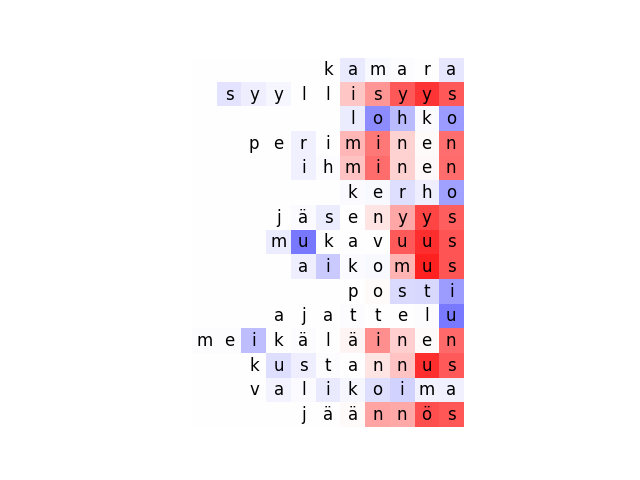 kamara
syyllisyys
lohko
periminen
ihminen
kerho
jäsenyys
mukavuus
aikomus
posti
ajattelu
meikäläinen
kustannus
valikoima
jäännös